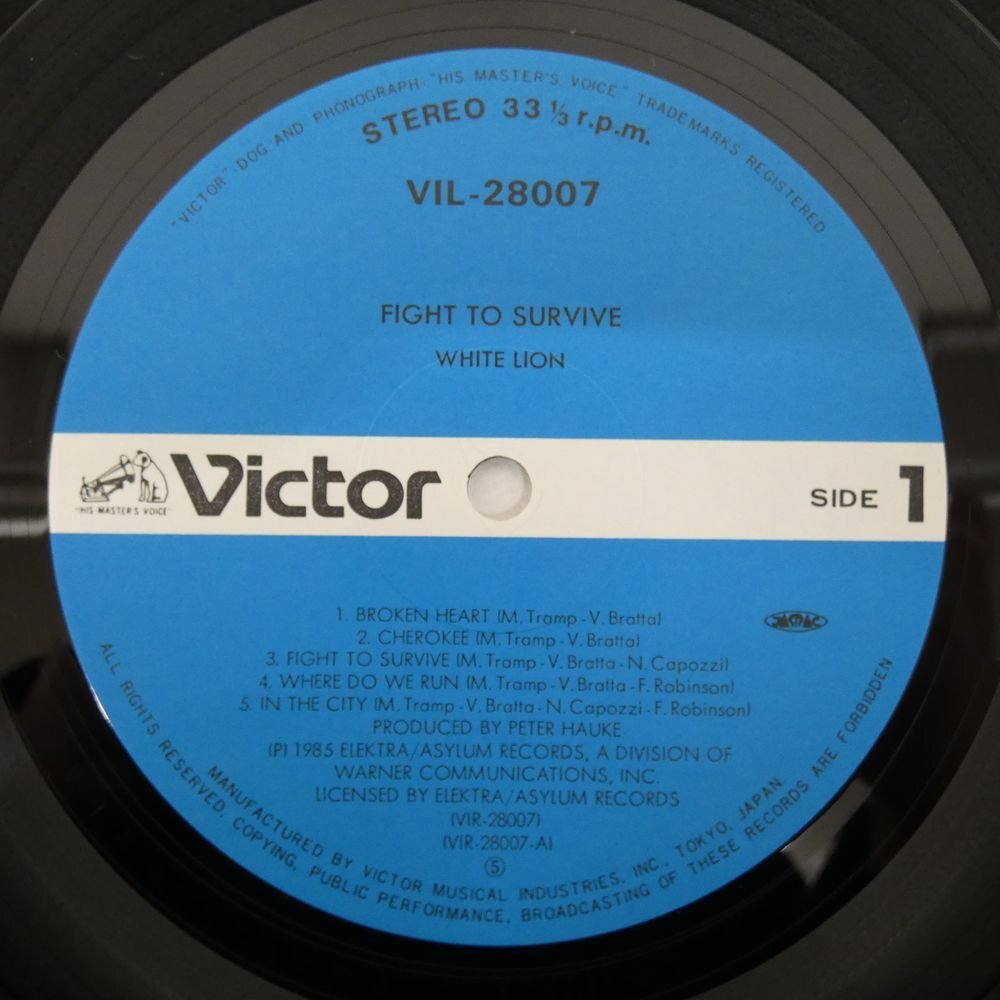 "VICTOR" DOG AND PHONOGRAPH "HIS MASTER'S VOICE" TRADEMARKS REGISTERED
STEREO 33 ⅓ r.p.m.
VIL-28007
FIGHT TO SURVIVE
WHITE LION
"HIS MASTER'S VOICE"
Victor
SIDE 1
1. BROKEN HEART (M. Tramp - V. Bratta)
2. CHEROKEE (M. Tramp - V. Bratta)
3. FIGHT TO SURVIVE (M. Tramp - V. Bratta - N. Capozzi)
4. WHERE DO WE RUN (M. Tramp - V. Bratta - F. Robinson)
5. IN THE CITY (M. Tramp - V. Bratta - N. Capozzi - F. Robinson)
PRODUCED BY PETER HAUKE
(P) 1985 ELEKTRA/ASYLUM RECORDS, A DIVISION OF
WARNER COMMUNICATIONS, INC.
LICENSED BY ELEKTRA/ASYLUM RECORDS
(VIR-28007)
(VIR-28007-A)
⑤
JASRAC
MANUFACTURED BY VICTOR MUSICAL INDUSTRIES, INC., TOKYO, JAPAN.
ALL RIGHTS RESERVED. COPYING, PUBLIC PERFORMANCE, BROADCASTING OF THESE RECORDS ARE FORBIDDEN